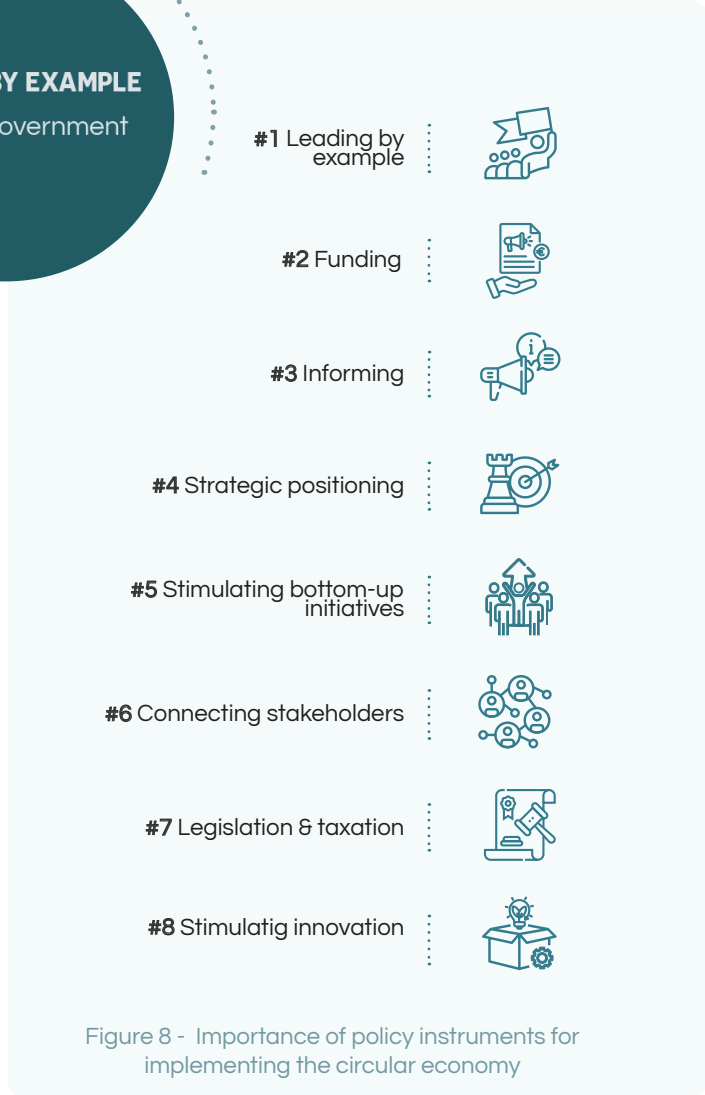 BY EXAMPLE
overnment
#1 Leading by
example
#2 Funding
#3 Informing
#4 Strategic positioning
#5 Stimulating bottom-up
initiatives
#6 Connecting stakeholders
#7 Legislation & taxation
#8 Stimulatig innovation
Figure 8 - Importance of policy instruments for
implementing the circular economy